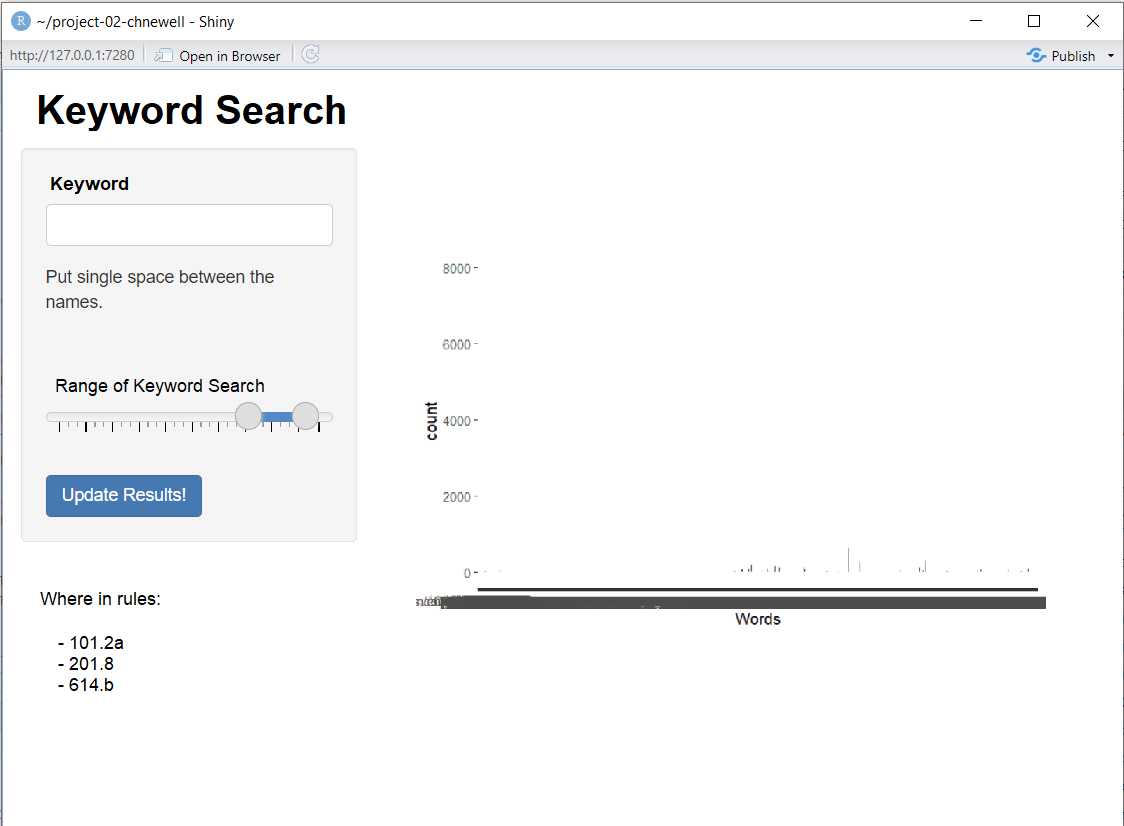 R ~/project-02-chnewell - Shiny
http://127.0.0.1:7280 Open in Browser Publish
Keyword Search
Keyword
Put single space between the
names.
Range of Keyword Search
Update Results!
Where in rules:
- 101.2a
- 201.8
- 614.b
8000
6000
4000
2000
0
count
Words